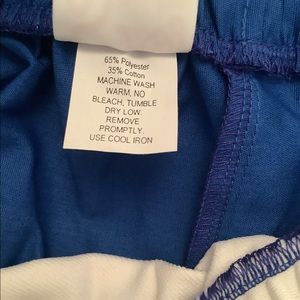 65% Polyester
35% Cotton
MACHINE WASH
WARM, NO
BLEACH, TUMBLE
DRY LOW.
REMOVE
PROMPTLY.
USE COOL IRON